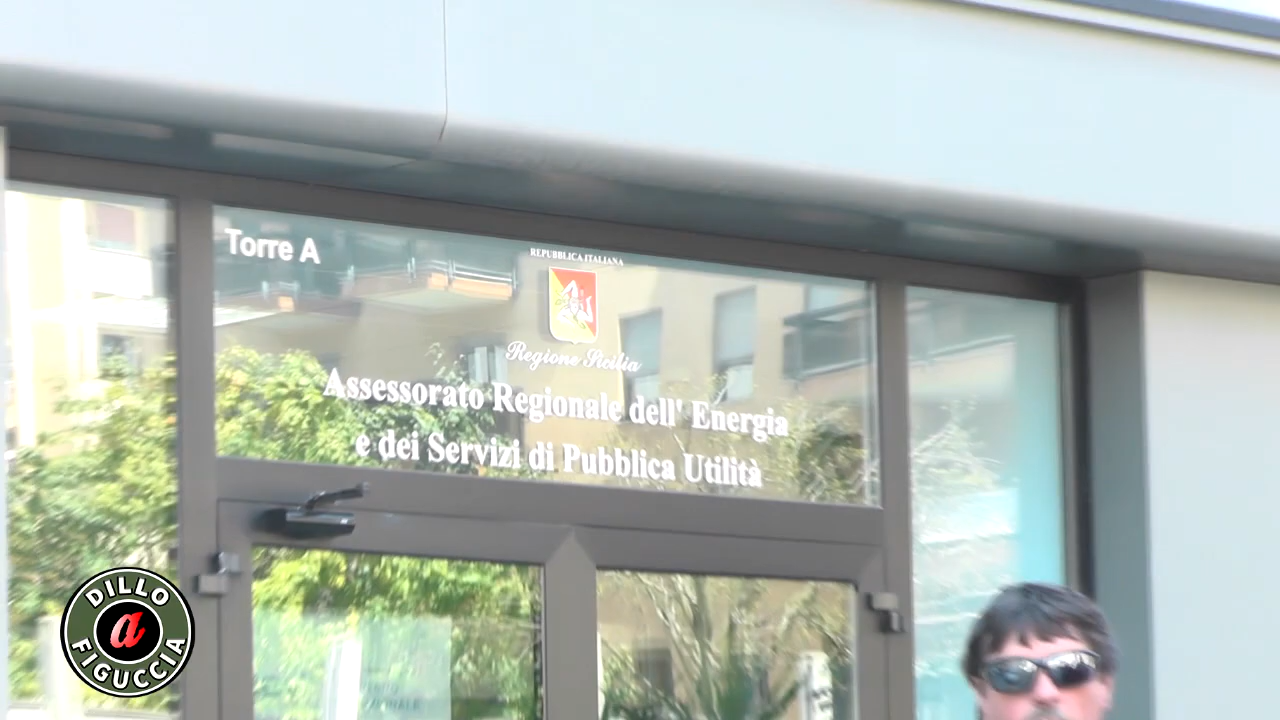 Torre A
REPUBBLICA ITALIANA
Regione Sicilia
Assessorato Regionale dell' Energia
e dei Servizi di Pubblica Utilità
DILLO
a
FIGUCCIA